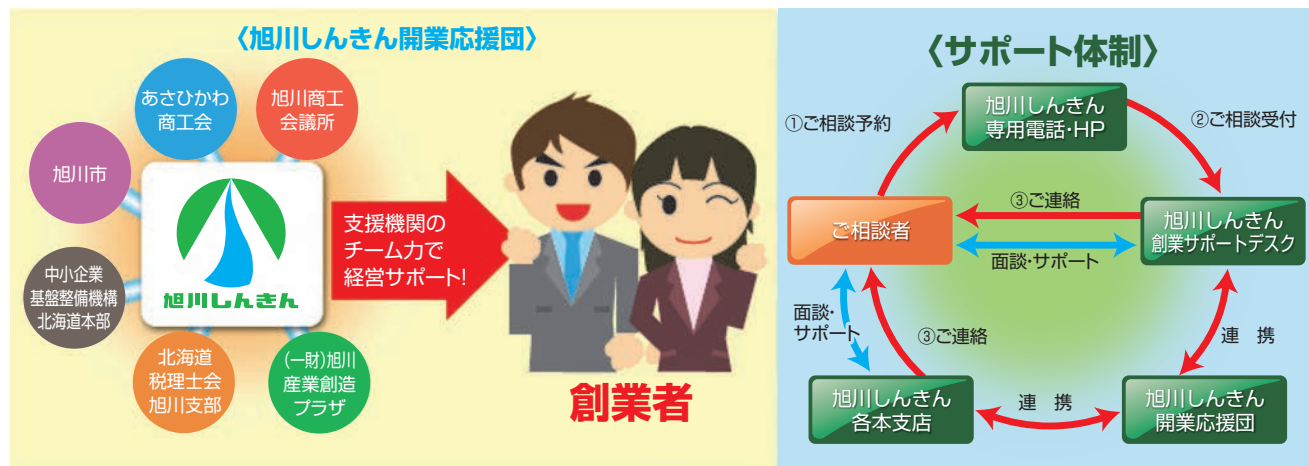 〈旭川しんきん開業応援団〉
あさひかわ
商工会
旭川商工
会議所
旭川市
旭川しんきん
中小企業
基盤整備機構
北海道本部
北海道
税理士会
旭川支部
(一財)旭川
産業創造
プラザ
支援機関の
チーム力で
経営サポート!
創業者
〈サポート体制〉
旭川しんきん
専用電話・HP
①ご相談予約
②ご相談受付
③ご連絡
ご相談者
旭川しんきん
創業サポートデスク
面談・サポート
面談・
サポート
③ご連絡
連 携
旭川しんきん
各本支店
連 携
旭川しんきん
開業応援団